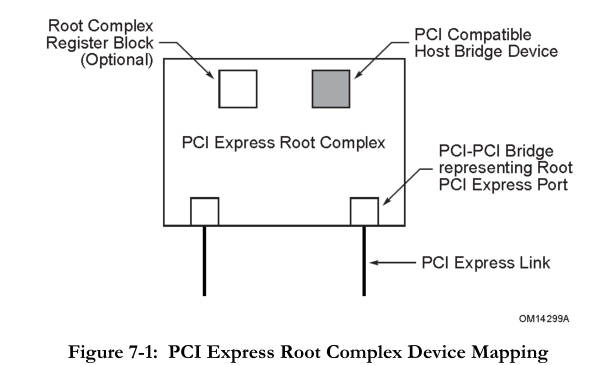 Root Complex
Register Block
(Optional)
PCI Compatible
Host Bridge Device
PCI Express Root Complex
PCI-PCI Bridge
representing Root
PCI Express Port
PCI Express Link
OM14299A
Figure 7-1: PCI Express Root Complex Device Mapping